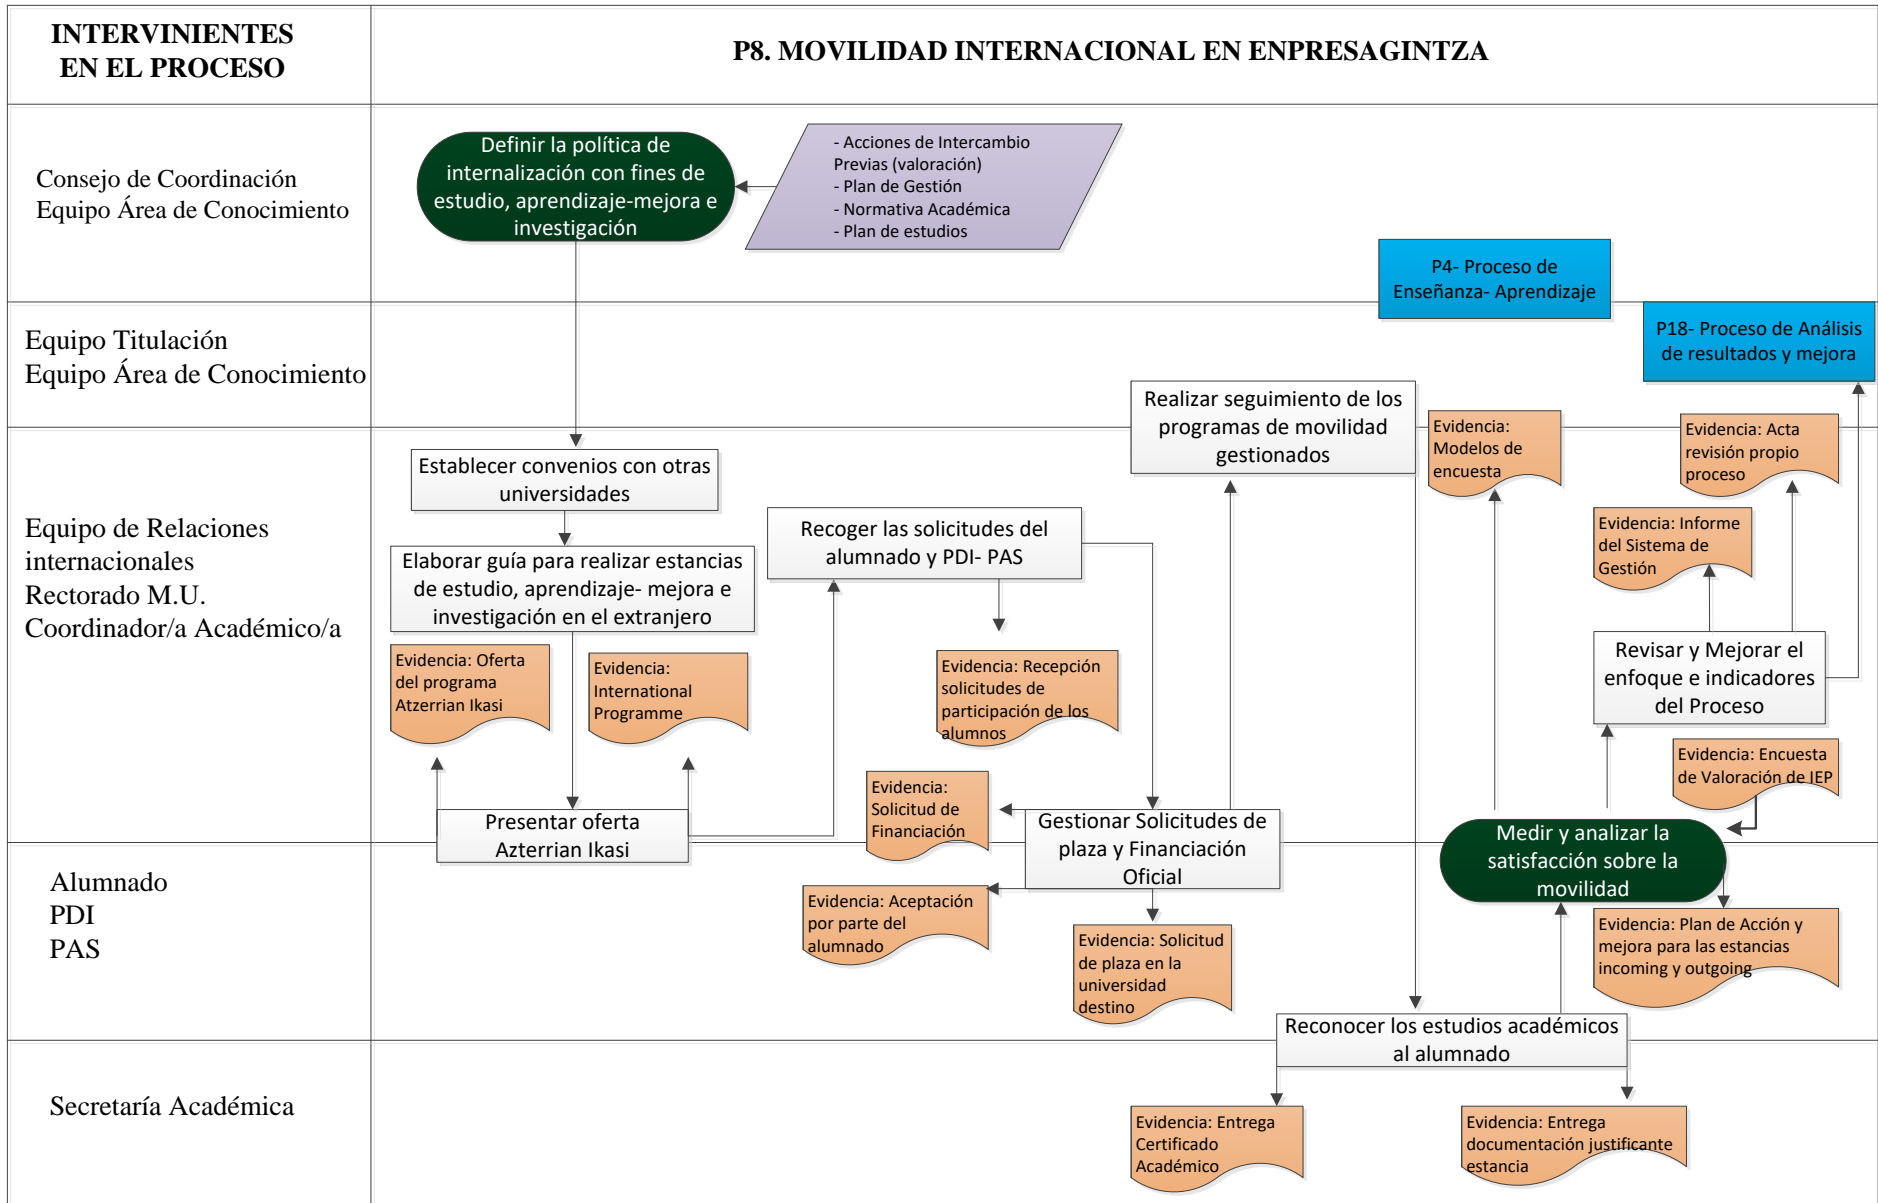 INTERVINIENTES
EN EL PROCESO
P8. MOVILIDAD INTERNACIONAL EN ENPRESAGINTZA
Consejo de Coordinación
Equipo Área de Conocimiento
Definir la política de
internalización con fines de
estudio, aprendizaje-mejora e
investigación
- Acciones de Intercambio
Previas (valoración)
- Plan de Gestión
- Normativa Académica
- Plan de estudios
P4- Proceso de
Enseñanza- Aprendizaje
Equipo Titulación
Equipo Área de Conocimiento
P18- Proceso de Análisis
de resultados y mejora
Realizar seguimiento de los
programas de movilidad
gestionados
Evidencia:
Modelos de
encuesta
Evidencia: Acta
revisión propio
proceso
Equipo de Relaciones
internacionales
Rectorado M.U.
Coordinador/a Académico/a
Establecer convenios con otras
universidades
Elaborar guía para realizar estancias
de estudio, aprendizaje- mejora e
investigación en el extranjero
Recoger las solicitudes del
alumnado y PDI- PAS
Evidencia: Informe
del Sistema de
Gestión
Evidencia: Oferta
del programa
Atzerrian Ikasi
Evidencia:
International
Programme
Evidencia: Recepción
solicitudes de
participación de los
alumnos
Revisar y Mejorar el
enfoque e indicadores
del Proceso
Evidencia: Encuesta
de Valoración de IEP
Evidencia:
Solicitud de
Financiación
Presentar oferta
Azterrian Ikasi
Gestionar Solicitudes de
plaza y Financiación
Oficial
Medir y analizar la
satisfacción sobre la
movilidad
Alumnado
PDI
PAS
Evidencia: Aceptación
por parte del
alumnado
Evidencia: Solicitud
de plaza en la
universidad
destino
Evidencia: Plan de Acción y
mejora para las estancias
incoming y outgoing
Reconocer los estudios académicos
al alumnado
Secretaría Académica
Evidencia: Entrega
Certificado
Académico
Evidencia: Entrega
documentación justificante
estancia